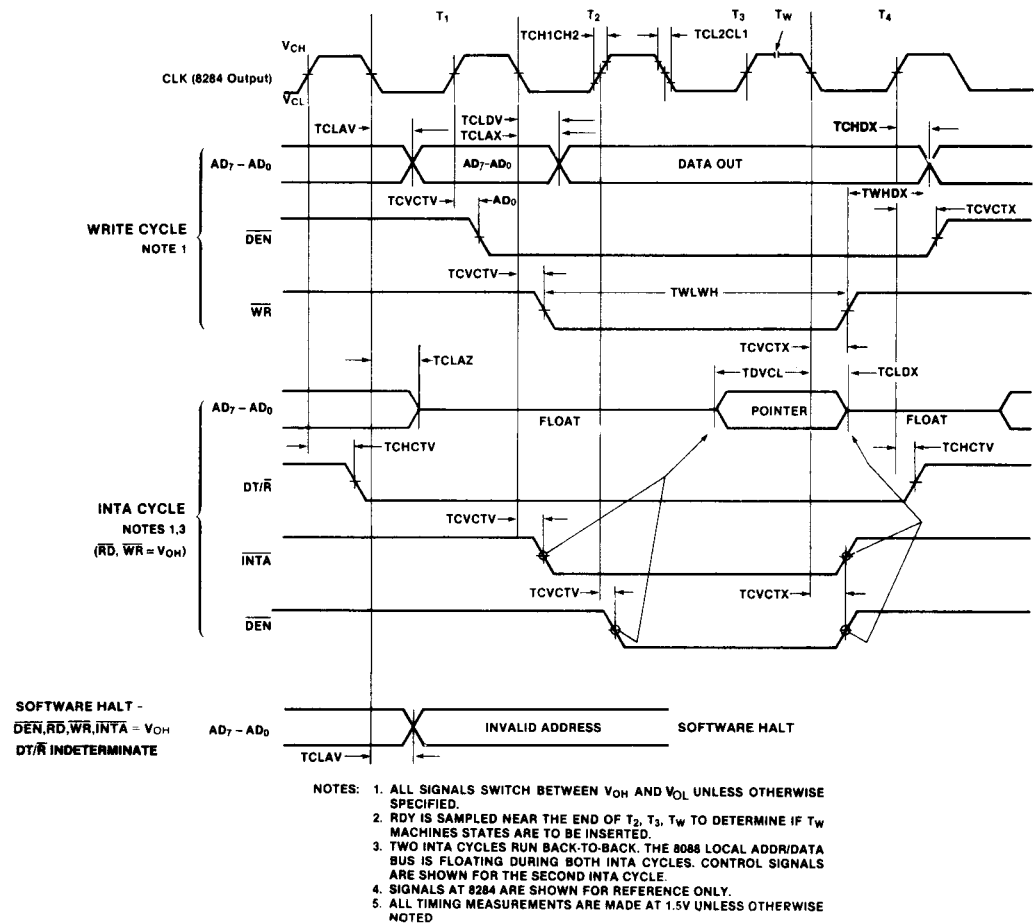 T1 T2 T3 TW T4
TCH1CH2 TCL2CL1
VCH
CLK (8284 Output)
VCL
TCLAV TCLDV TCHDX
TCLAX
AD7 – AD0 AD7-AD0 DATA OUT
TCVCTV AD0 TWHDX TCVCTX
WRITE CYCLE
NOTE 1
DEN
TCVCTV TWLWH
WR
TCVCTX
TCLAZ TDVCL TCLDX
AD7 – AD0 FLOAT POINTER FLOAT
TCHCTV TCHCTV
DT/R
INTA CYCLE
NOTES 1,3
(RD, WR = VOH)
TCVCTV
INTA
TCVCTV TCVCTX
DEN
SOFTWARE HALT –
DEN,RD,WR,INTA = VOH
DT/R INDETERMINATE
AD7 – AD0 INVALID ADDRESS SOFTWARE HALT
TCLAV
NOTES: 1. ALL SIGNALS SWITCH BETWEEN VOH AND VOL UNLESS OTHERWISE
SPECIFIED.
2. RDY IS SAMPLED NEAR THE END OF T2, T3, TW TO DETERMINE IF TW
MACHINES STATES ARE TO BE INSERTED.
3. TWO INTA CYCLES RUN BACK-TO-BACK. THE 8088 LOCAL ADDR/DATA
BUS IS FLOATING DURING BOTH INTA CYCLES. CONTROL SIGNALS
ARE SHOWN FOR THE SECOND INTA CYCLE.
4. SIGNALS AT 8284 ARE SHOWN FOR REFERENCE ONLY.
5. ALL TIMING MEASUREMENTS ARE MADE AT 1.5V UNLESS OTHERWISE
NOTED